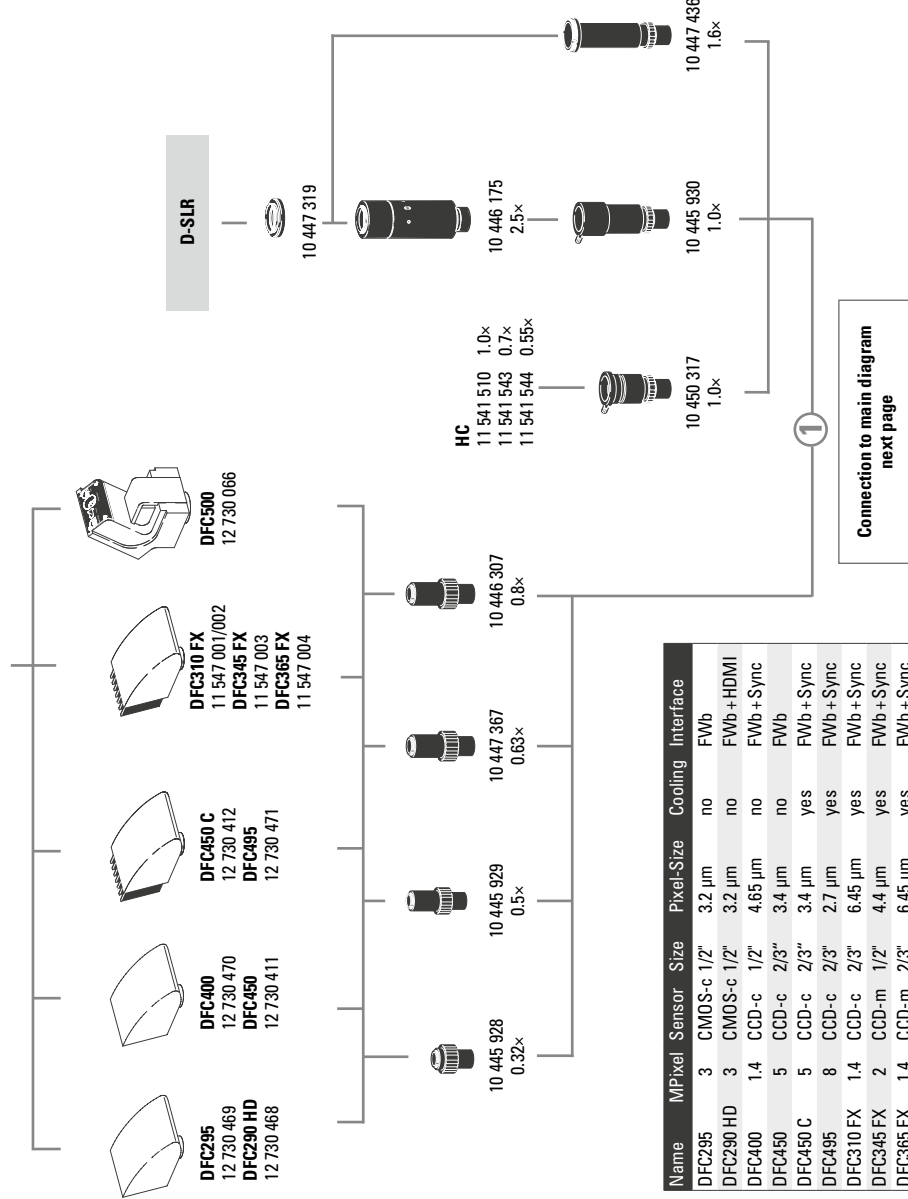 DFC295
12 730 469
DFC290 HD
12 730 468
DFC400
12 730 470
DFC450
12 730 411
DFC450 C
12 730 412
DFC495
12 730 471
DFC310 FX
11 547 001/002
DFC345 FX
11 547 003
DFC365 FX
11 547 004
DFC500
12 730 066
D-SLR
10 447 319
10 445 928
0.32×
10 445 929
0.5×
10 447 367
0.63×
10 446 307
0.8×
10 446 175
2.5×
HC
11 541 510 1.0×
11 541 543 0.7×
11 541 544 0.55×
10 450 317
1.0×
10 445 930
1.0×
10 447 436
1.6×
1
Connection to main diagram
next page
Name MPixel Sensor Size Pixel-Size Cooling Interface
DFC295 3 CMOS-c 1/2" 3.2 µm no FWb
DFC290 HD 3 CMOS-c 1/2" 3.2 µm no FWb+HDMI
DFC400 1.4 CCD-c 1/2" 4.65 µm no FWb+Sync
DFC450 5 CCD-c 2/3“ 3.4 µm no FWb
DFC450 C 5 CCD-c 2/3“ 3.4 µm yes FWb+Sync
DFC495 8 CCD-c 2/3" 2.7 µm yes FWb+Sync
DFC310 FX 1.4 CCD-c 2/3" 6.45 µm yes FWb+Sync
DFC345 FX 2 CCD-m 1/2" 4.4 µm yes FWb+Sync
DFC365 FX 1.4 CCD-m 2/3" 6.45 µm yes FWb+Sync